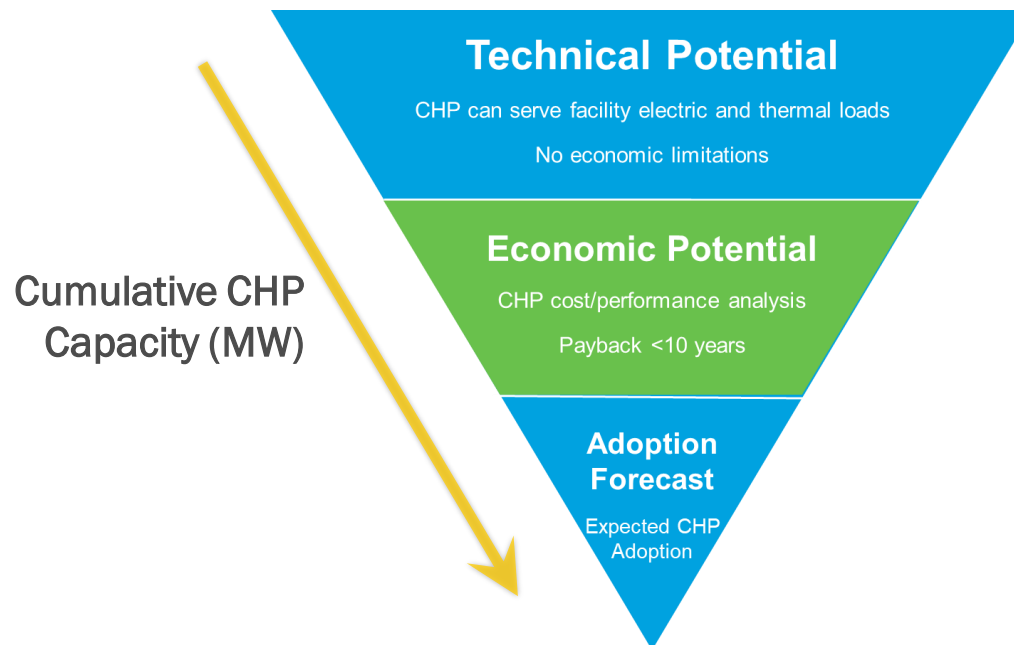 Technical Potential
CHP can serve facility electric and thermal loads
No economic limitations
Economic Potential
CHP cost/performance analysis
Payback <10 years
Cumulative CHP
Capacity (MW)
Adoption
Forecast
Expected CHP
Adoption